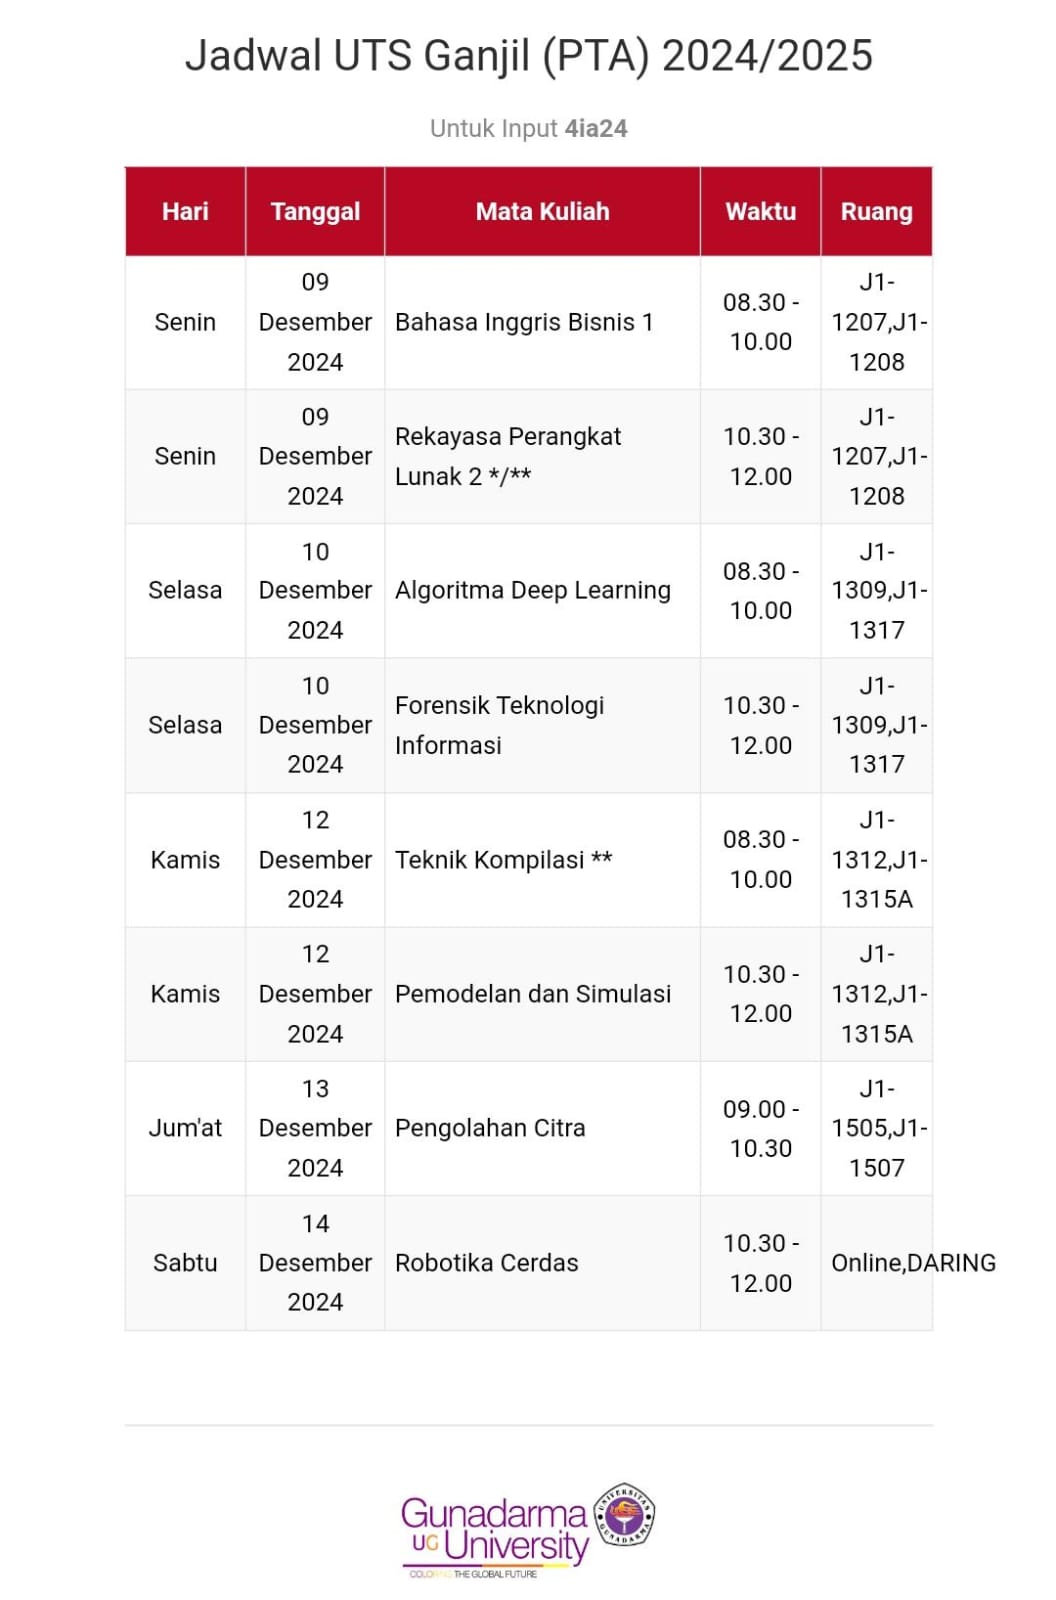 Jadwal UTS Ganjil (PTA) 2024/2025
Untuk Input 4ia24
Hari Tanggal Mata Kuliah Waktu Ruang
Senin
09
Desember
2024
Bahasa Inggris Bisnis 1
08.30 -
10.00
J1-
1207,J1-
1208
Senin
09
Desember
2024
Rekayasa Perangkat
Lunak 2 */**
10.30 -
12.00
J1-
1207,J1-
1208
Selasa
10
Desember
2024
Algoritma Deep Learning
08.30 -
10.00
J1-
1309,J1-
1317
Selasa
10
Desember
2024
Forensik Teknologi
Informasi
10.30 -
12.00
J1-
1309,J1-
1317
Kamis
12
Desember
2024
Teknik Kompilasi **
08.30 -
10.00
J1-
1312,J1-
1315A
Kamis
12
Desember
2024
Pemodelan dan Simulasi
10.30 -
12.00
J1-
1312,J1-
1315A
Jum'at
13
Desember
2024
Pengolahan Citra
09.00 -
10.30
J1-
1505,J1-
1507
Sabtu
14
Desember
2024
Robotika Cerdas
10.30 -
12.00
Online,DARING
Gunadarma
UG University
COLORING THE GLOBAL FUTURE
UNIVERSITAS
GUNADARMA